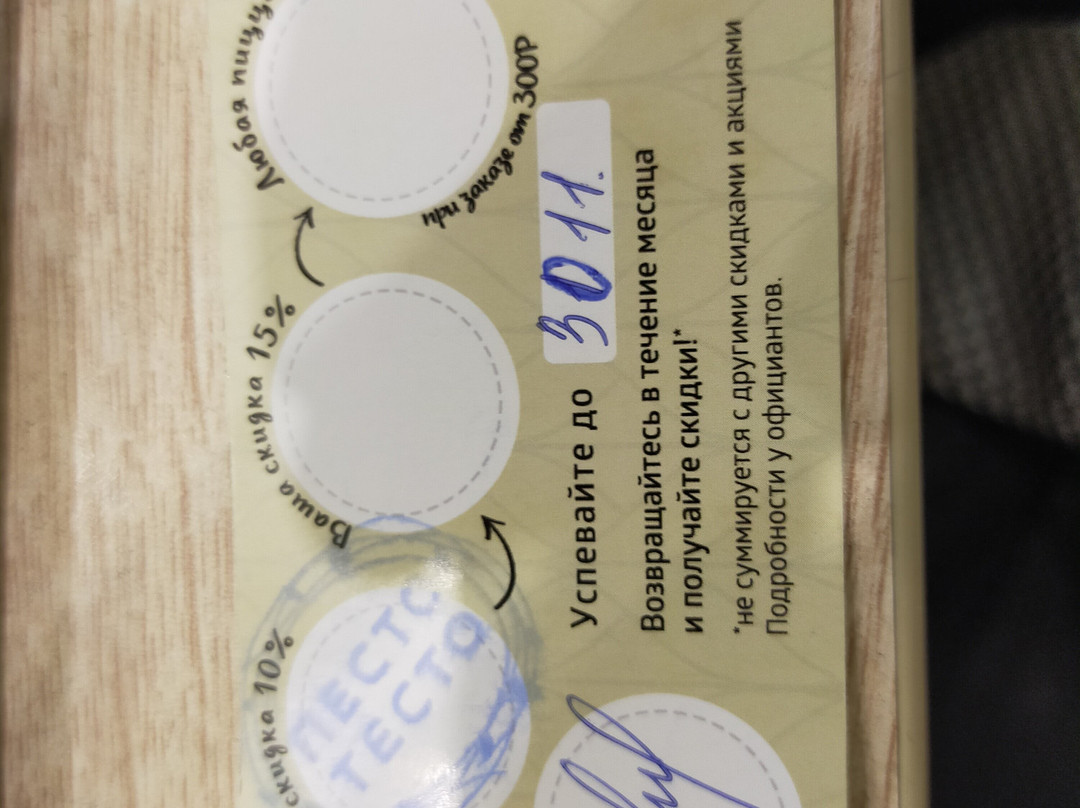 скидка 10%
МЕСТО
ТЕСТО
Ваша скидка 15%
Любая пицца
при заказе от 300Р
Успевайте до 30 11.
Возвращайтесь в течение месяца
и получайте скидки!*
*не суммируется с другими скидками и акциями
Подробности у официантов.